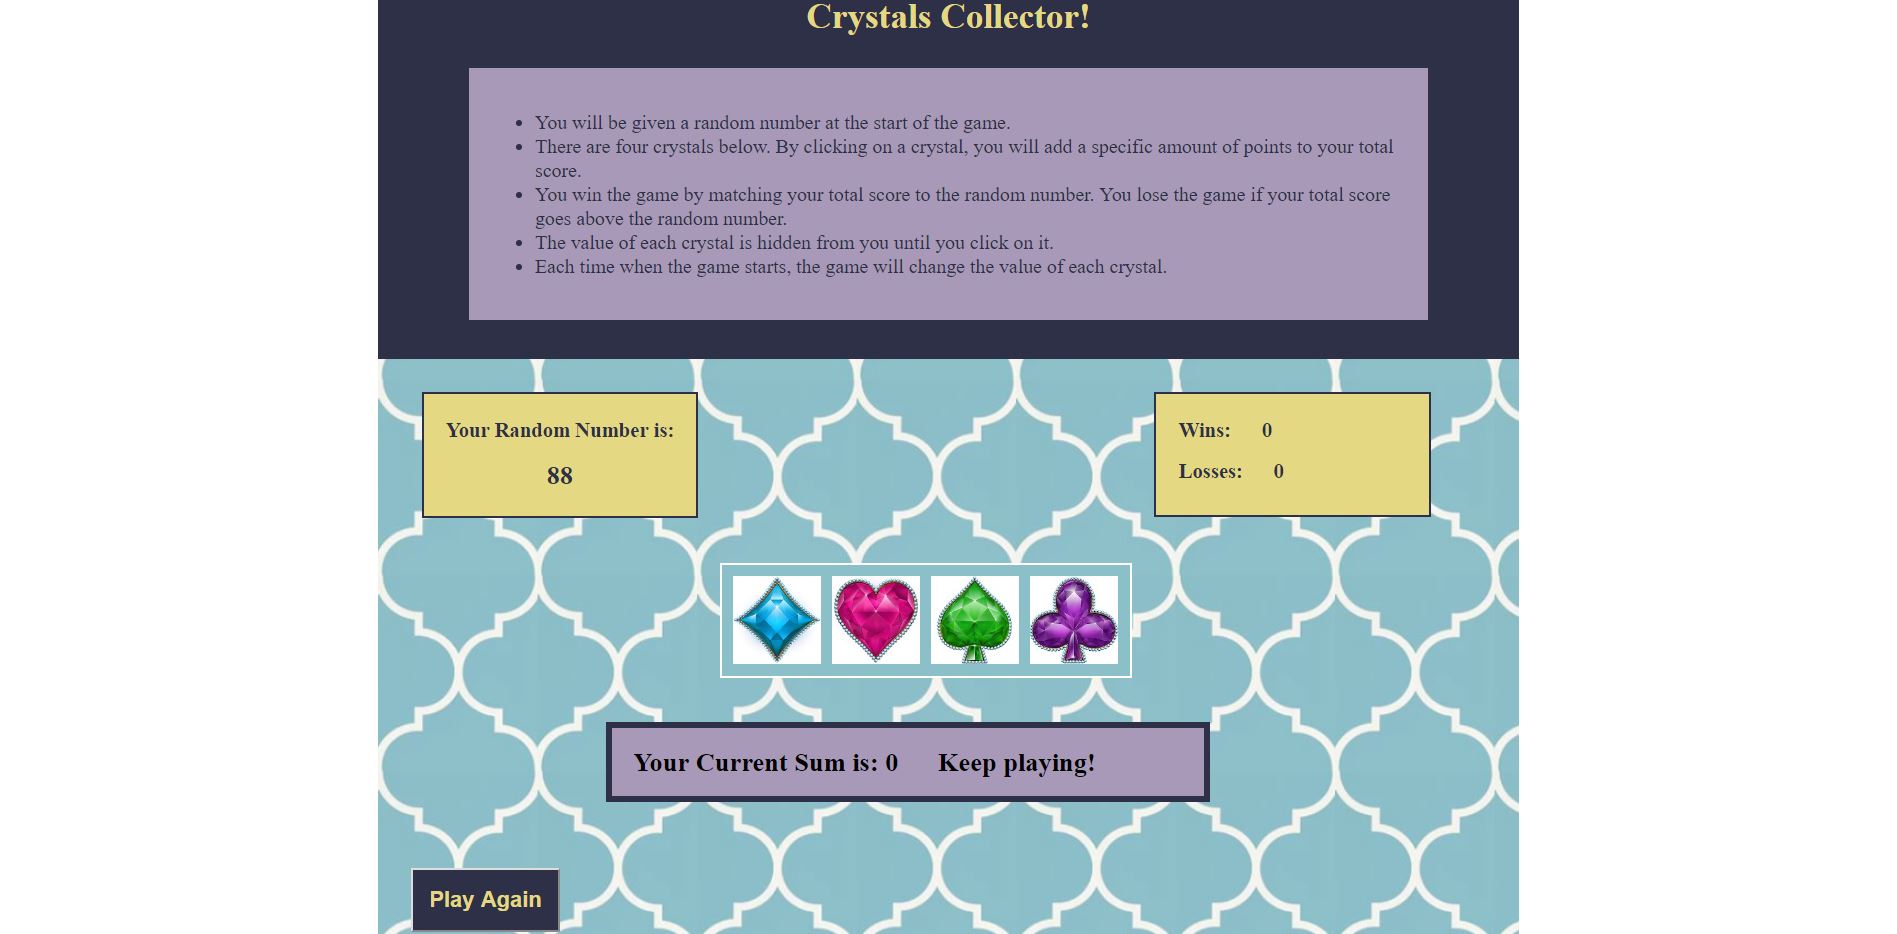 Crystals Collector!
You will be given a random number at the start of the game.
There are four crystals below. By clicking on a crystal, you will add a specific amount of points to your total
score.
You win the game by matching your total score to the random number. You lose the game if your total score
goes above the random number.
The value of each crystal is hidden from you until you click on it.
Each time when the game starts, the game will change the value of each crystal.
Your Random Number is:
88
Wins: 0
Losses: 0
Your Current Sum is: 0 Keep playing!
Play Again